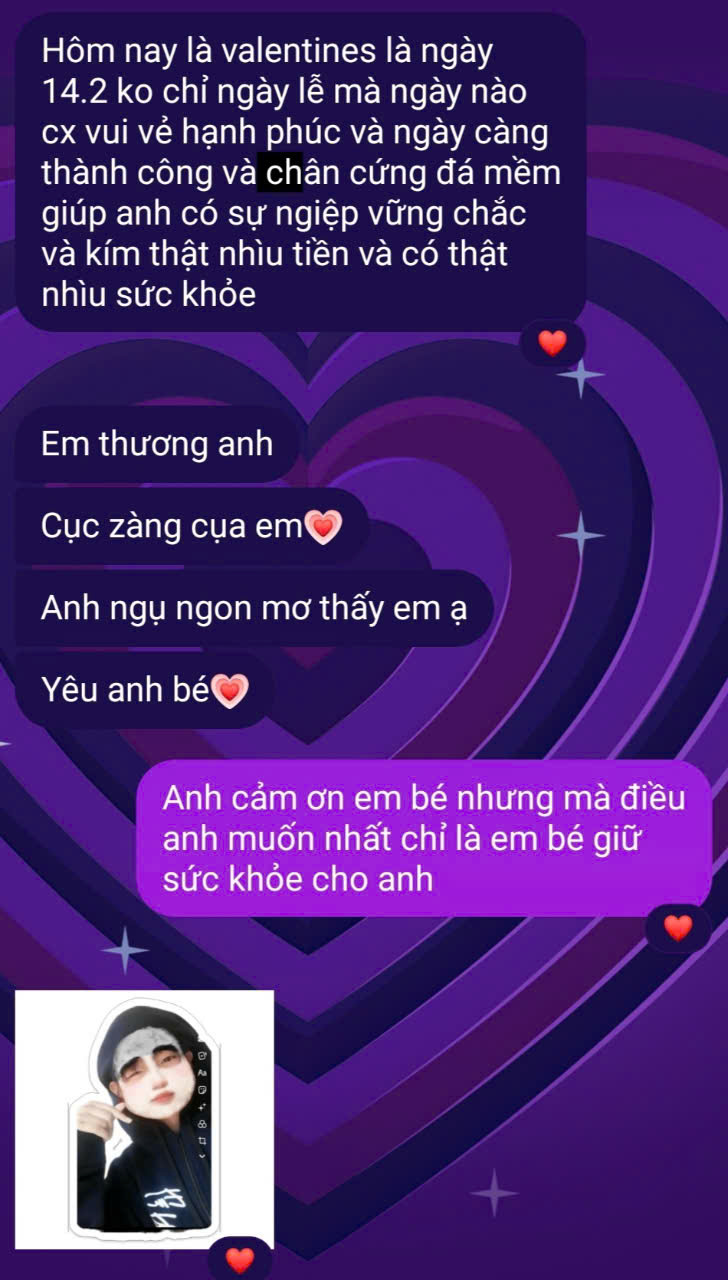 Hôm nay là valentines là ngày
14.2 ko chỉ ngày lễ mà ngày nào
cx vui vẻ hạnh phúc và ngày càng
thành công và chân cứng đá mềm
giúp anh có sự ngiệp vững chắc
và kím thật nhìu tiền và có thật
nhìu sức khỏe
Em thương anh
Cục zàng cụa em
Anh ngụ ngon mơ thấy em ạ
Yêu anh bé
Anh cảm ơn em bé nhưng mà điều
anh muốn nhất chỉ là em bé giữ
sức khỏe cho anh
Aa